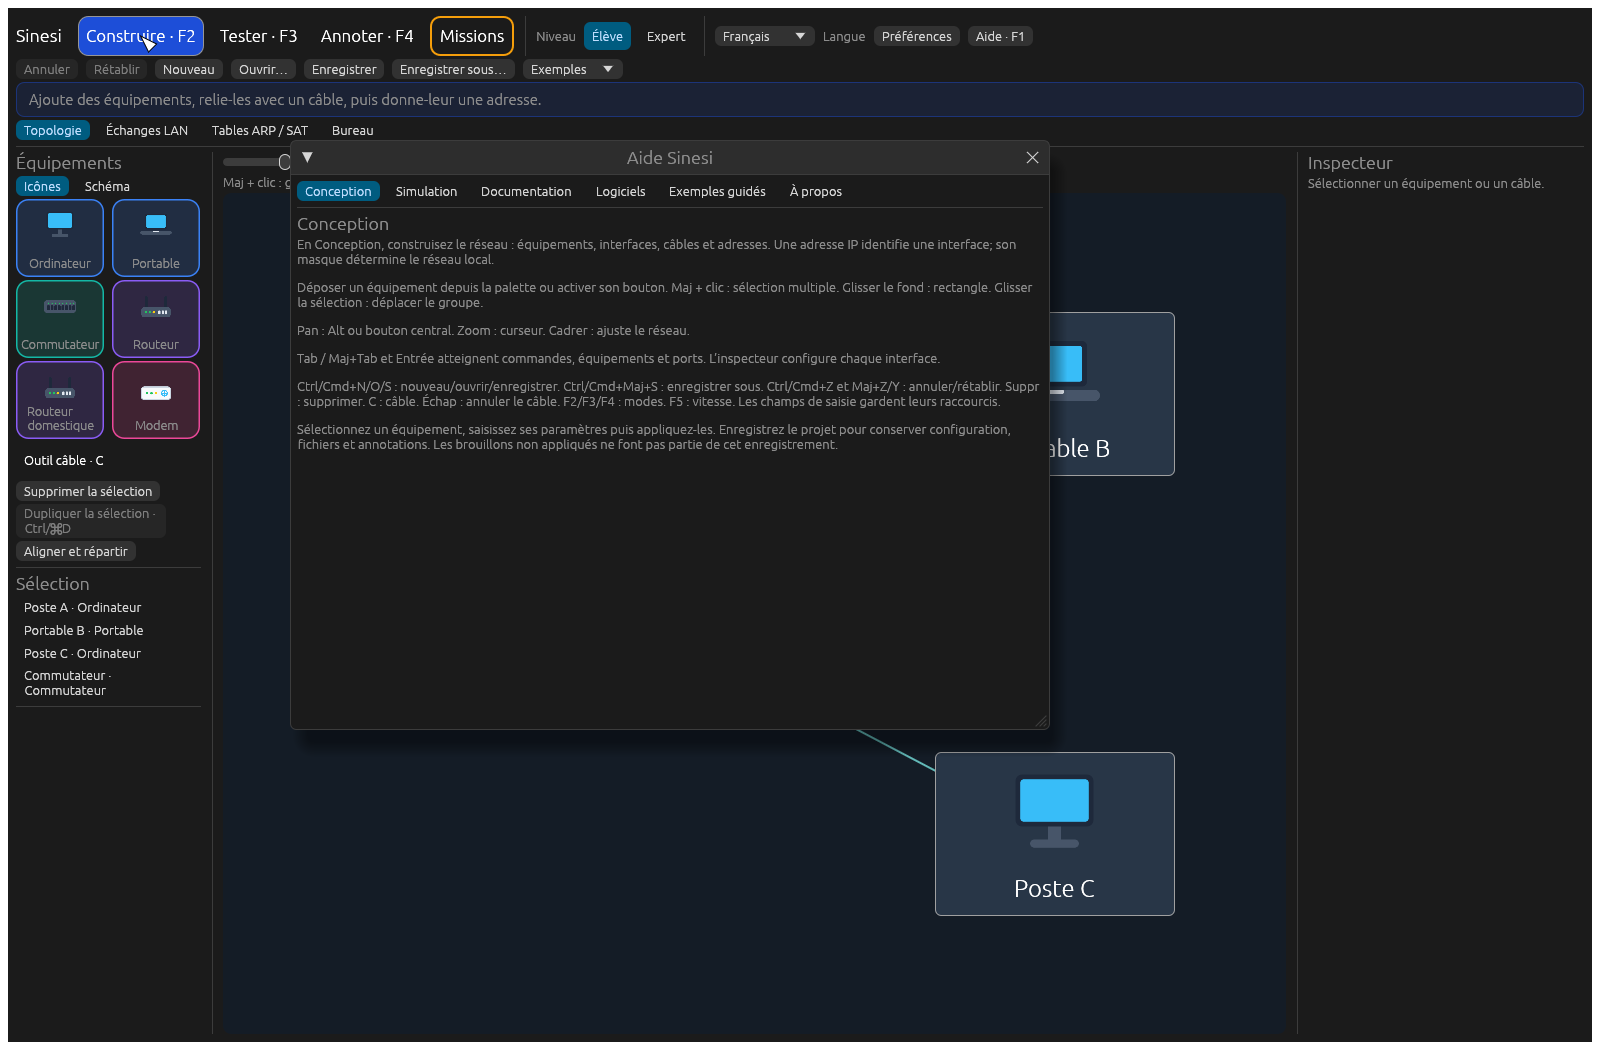 Sinesi Construire · F2 Tester · F3 Annoter · F4 Missions Niveau Élève Expert Français Langue Préférences Aide · F1
Annuler Rétablir Nouveau Ouvrir... Enregistrer Enregistrer sous... Exemples
Ajoute des équipements, relie-les avec un câble, puis donne-leur une adresse.
Topologie Échanges LAN Tables ARP / SAT Bureau
Équipements
Icônes Schéma
Ordinateur Portable
Commutateur Routeur
Routeur domestique Modem
Outil câble · C
Supprimer la sélection
Dupliquer la sélection ·
Ctrl/⌘D
Aligner et répartir
Sélection
Poste A · Ordinateur
Portable B · Portable
Poste C · Ordinateur
Commutateur ·
Commutateur
Maj + clic : g
Aide Sinesi
Conception Simulation Documentation Logiciels Exemples guidés À propos
Conception
En Conception, construisez le réseau : équipements, interfaces, câbles et adresses. Une adresse IP identifie une interface; son
masque détermine le réseau local.
Déposer un équipement depuis la palette ou activer son bouton. Maj + clic : sélection multiple. Glisser le fond : rectangle. Glisser
la sélection : déplacer le groupe.
Pan : Alt ou bouton central. Zoom : curseur. Cadrer : ajuste le réseau.
Tab / Maj+Tab et Entrée atteignent commandes, équipements et ports. L’inspecteur configure chaque interface.
Ctrl/Cmd+N/O/S : nouveau/ouvrir/enregistrer. Ctrl/Cmd+Maj+S : enregistrer sous. Ctrl/Cmd+Z et Maj+Z/Y : annuler/rétablir. Suppr
: supprimer. C : câble. Échap : annuler le câble. F2/F3/F4 : modes. F5 : vitesse. Les champs de saisie gardent leurs raccourcis.
Sélectionnez un équipement, saisissez ses paramètres puis appliquez-les. Enregistrez le projet pour conserver configuration,
fichiers et annotations. Les brouillons non appliqués ne font pas partie de cet enregistrement.
able B
Poste C
Inspecteur
Sélectionner un équipement ou un câble.